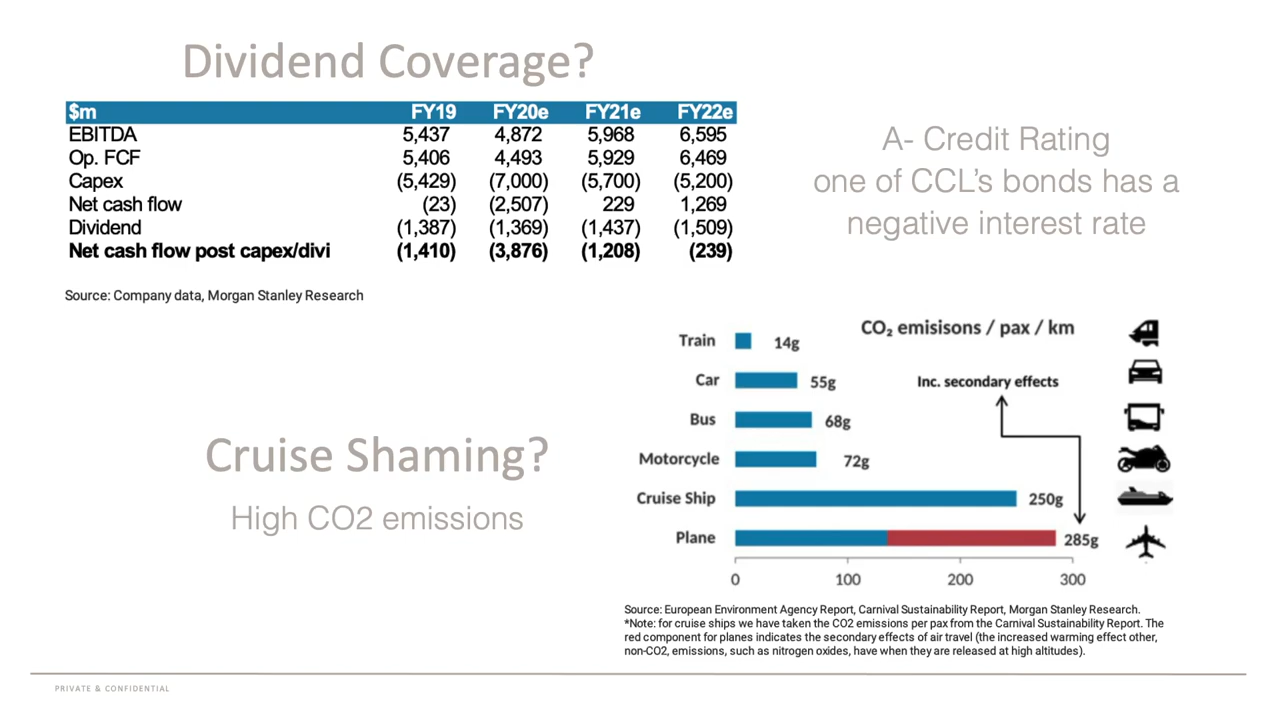 Dividend Coverage?
$m FY19 FY20e FY21e FY22e
EBITDA 5,437 4,872 5,968 6,595
Op. FCF 5,406 4,493 5,929 6,469
Capex (5,429) (7,000) (5,700) (5,200)
Net cash flow (23) (2,507) 229 1,269
Dividend (1,387) (1,369) (1,437) (1,509)
Net cash flow post capex/divi (1,410) (3,876) (1,208) (239)
Source: Company data, Morgan Stanley Research
A- Credit Rating
one of CCL's bonds has a
negative interest rate
Cruise Shaming?
High CO2 emissions
CO₂ emisisons / pax / km
Inc. secondary effects
Train 14g
Car 55g
Bus 68g
Motorcycle 72g
Cruise Ship 250g
Plane 285g
0 100 200 300
Source: European Environment Agency Report, Carnival Sustainability Report, Morgan Stanley Research.
*Note: for cruise ships we have taken the CO2 emissions per pax from the Carnival Sustainability Report. The
red component for planes indicates the secondary effects of air travel (the increased warming effect other,
non-CO2, emissions, such as nitrogen oxides, have when they are released at high altitudes).
PRIVATE & CONFIDENTIAL